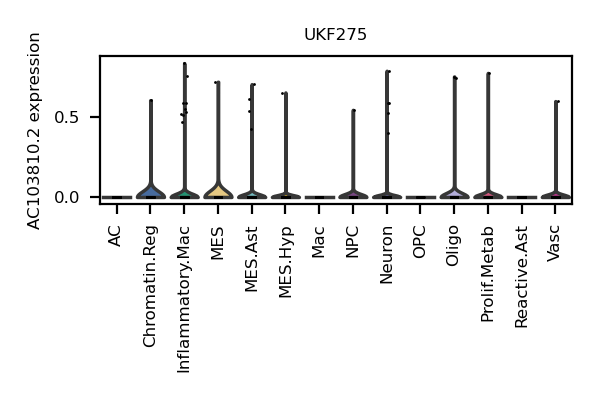 UKF275
AC103810.2 expression
0.5
0.0
AC
Chromatin.Reg
Inflammatory.Mac
MES
MES.Ast
MES.Hyp
Mac
NPC
Neuron
OPC
Oligo
Prolif.Metab
Reactive.Ast
Vasc